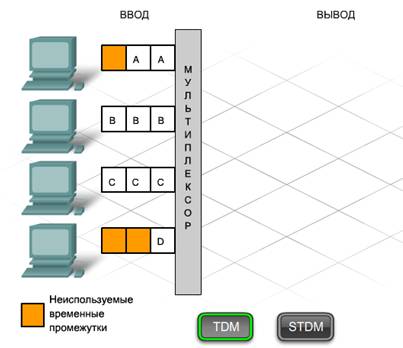 ВВОД
ВЫВОД
A A
B B B
C C C
D
МУЛЬТИПЛЕКСОР
Неиспользуемые
временные
промежутки
TDM
STDM